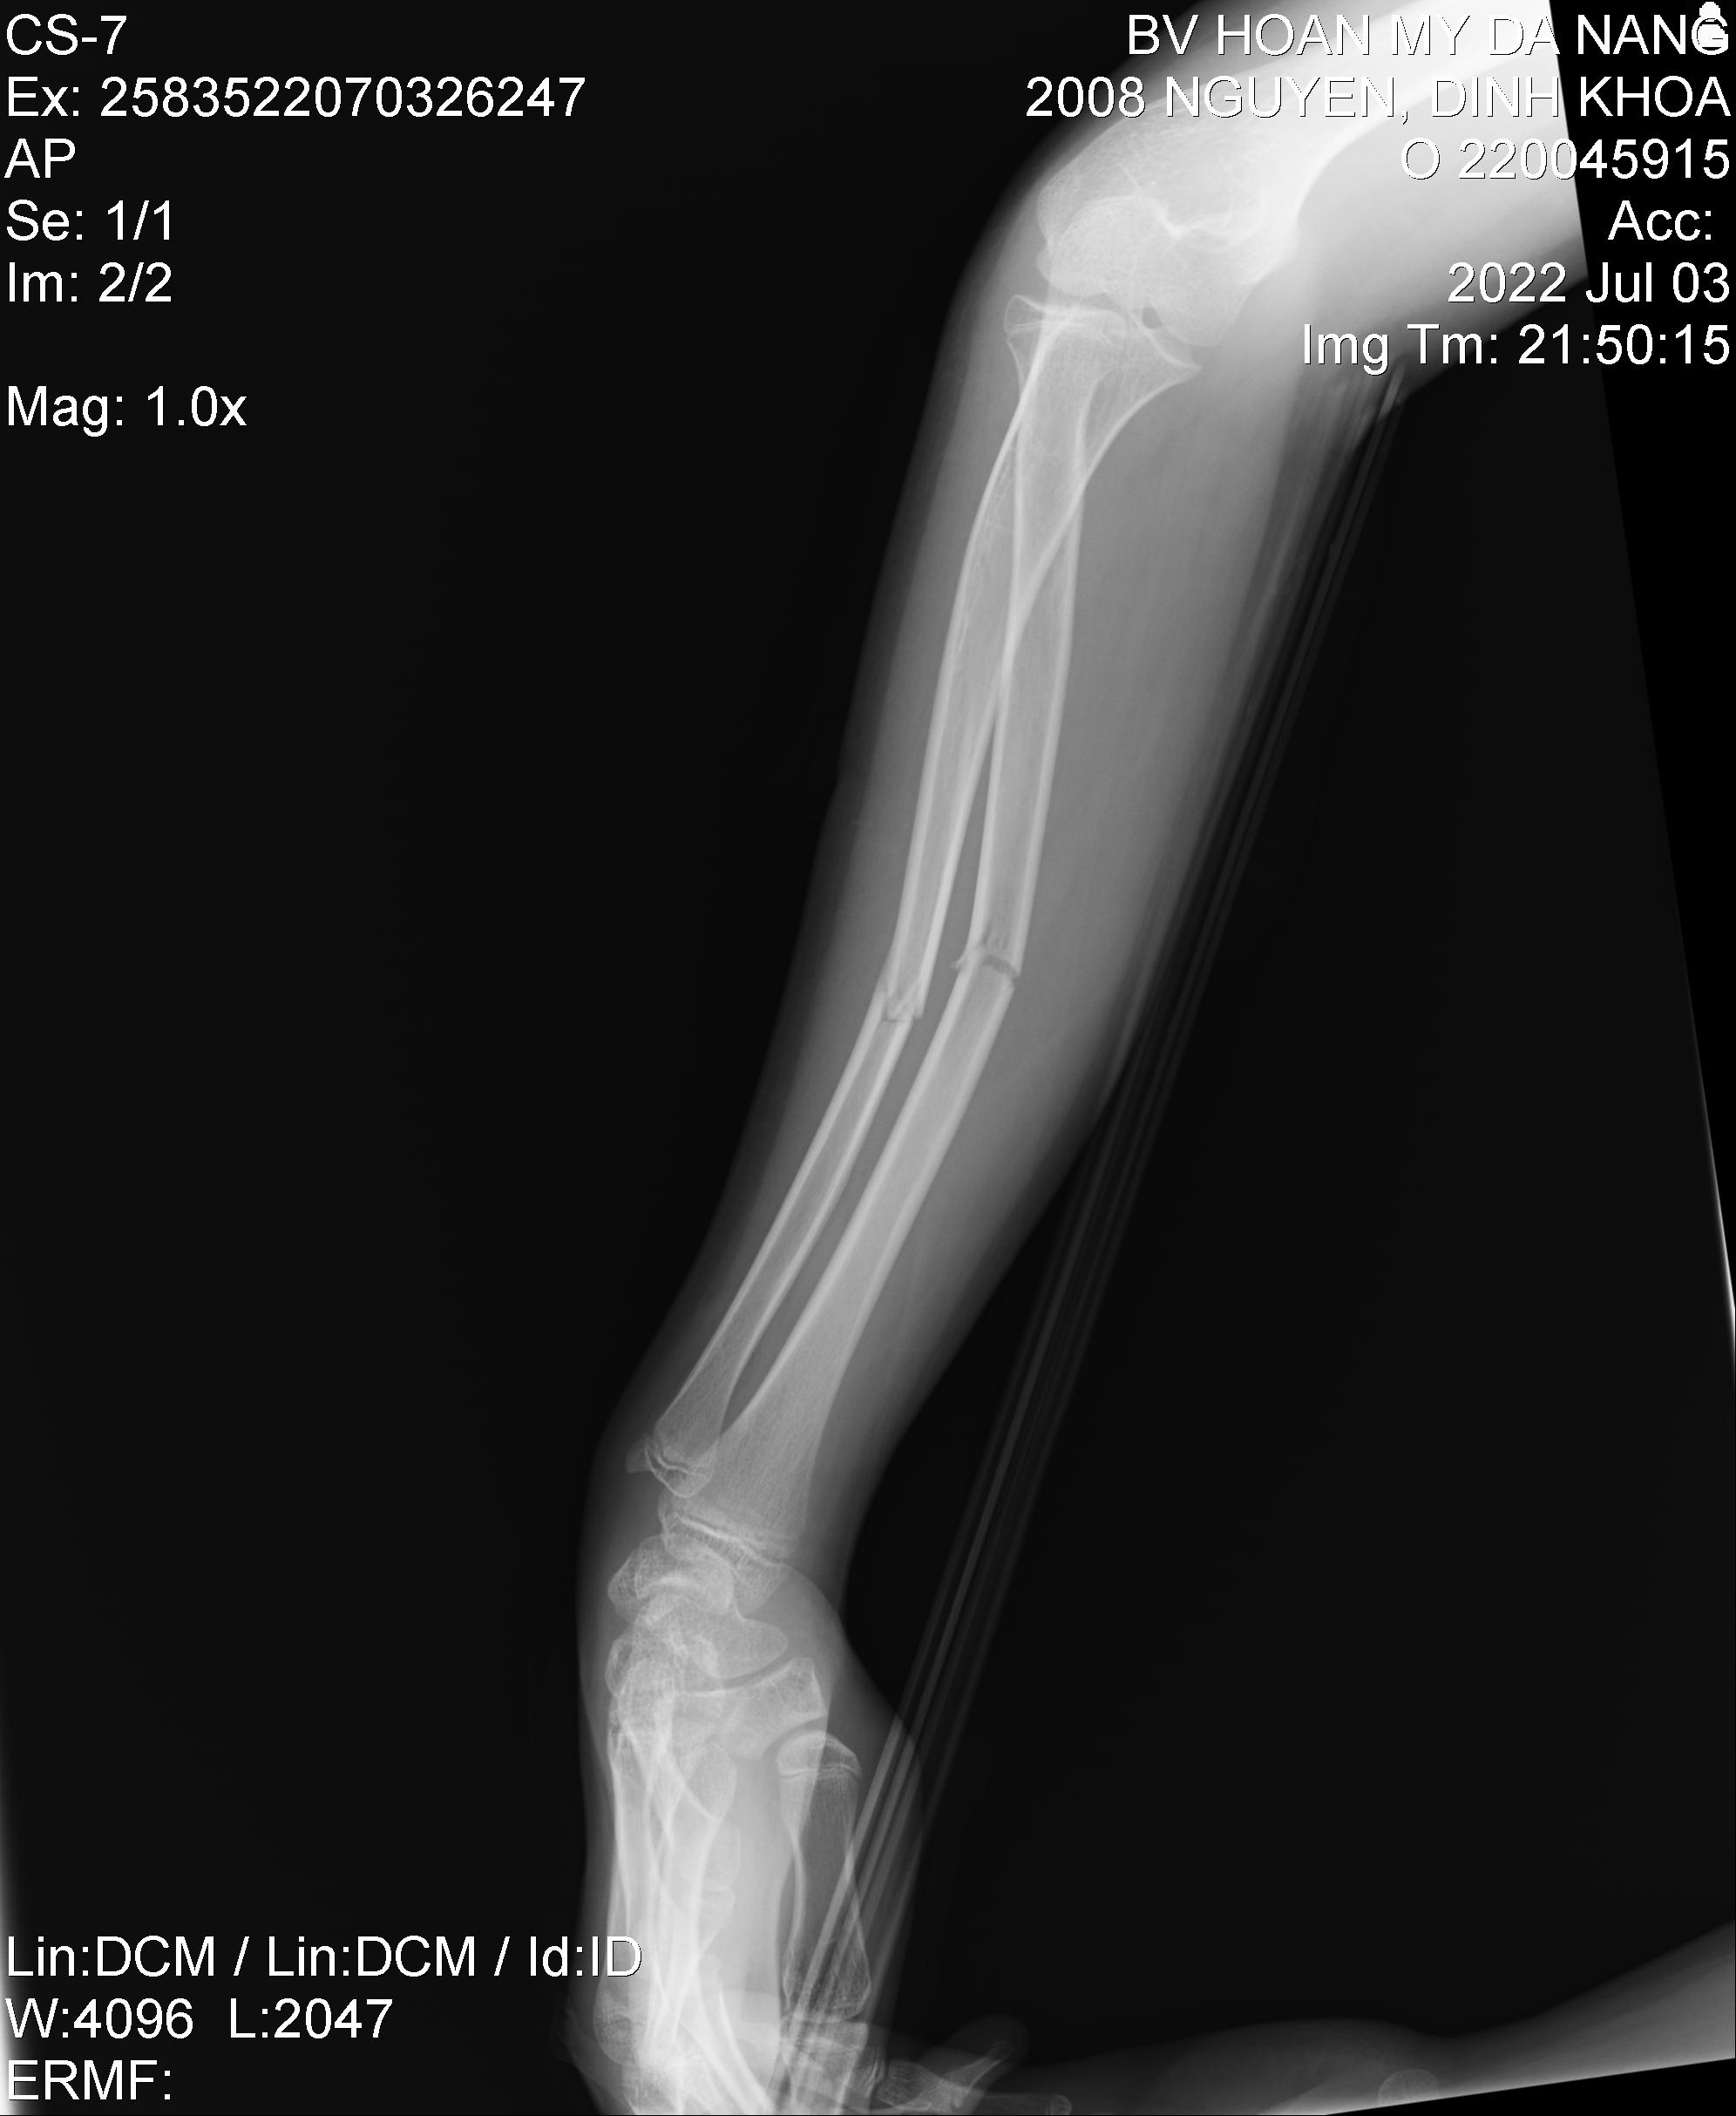 CS-7
Ex: 2583522070326247
AP
Se: 1/1
Im: 2/2
Mag: 1.0x
BV HOAN MY DA NANG
2008 NGUYEN, DINH KHOA
O 220045915
Acc:
2022 Jul 03
Img Tm: 21:50:15
Lin:DCM / Lin:DCM / Id:ID
W:4096 L:2047
ERMF: